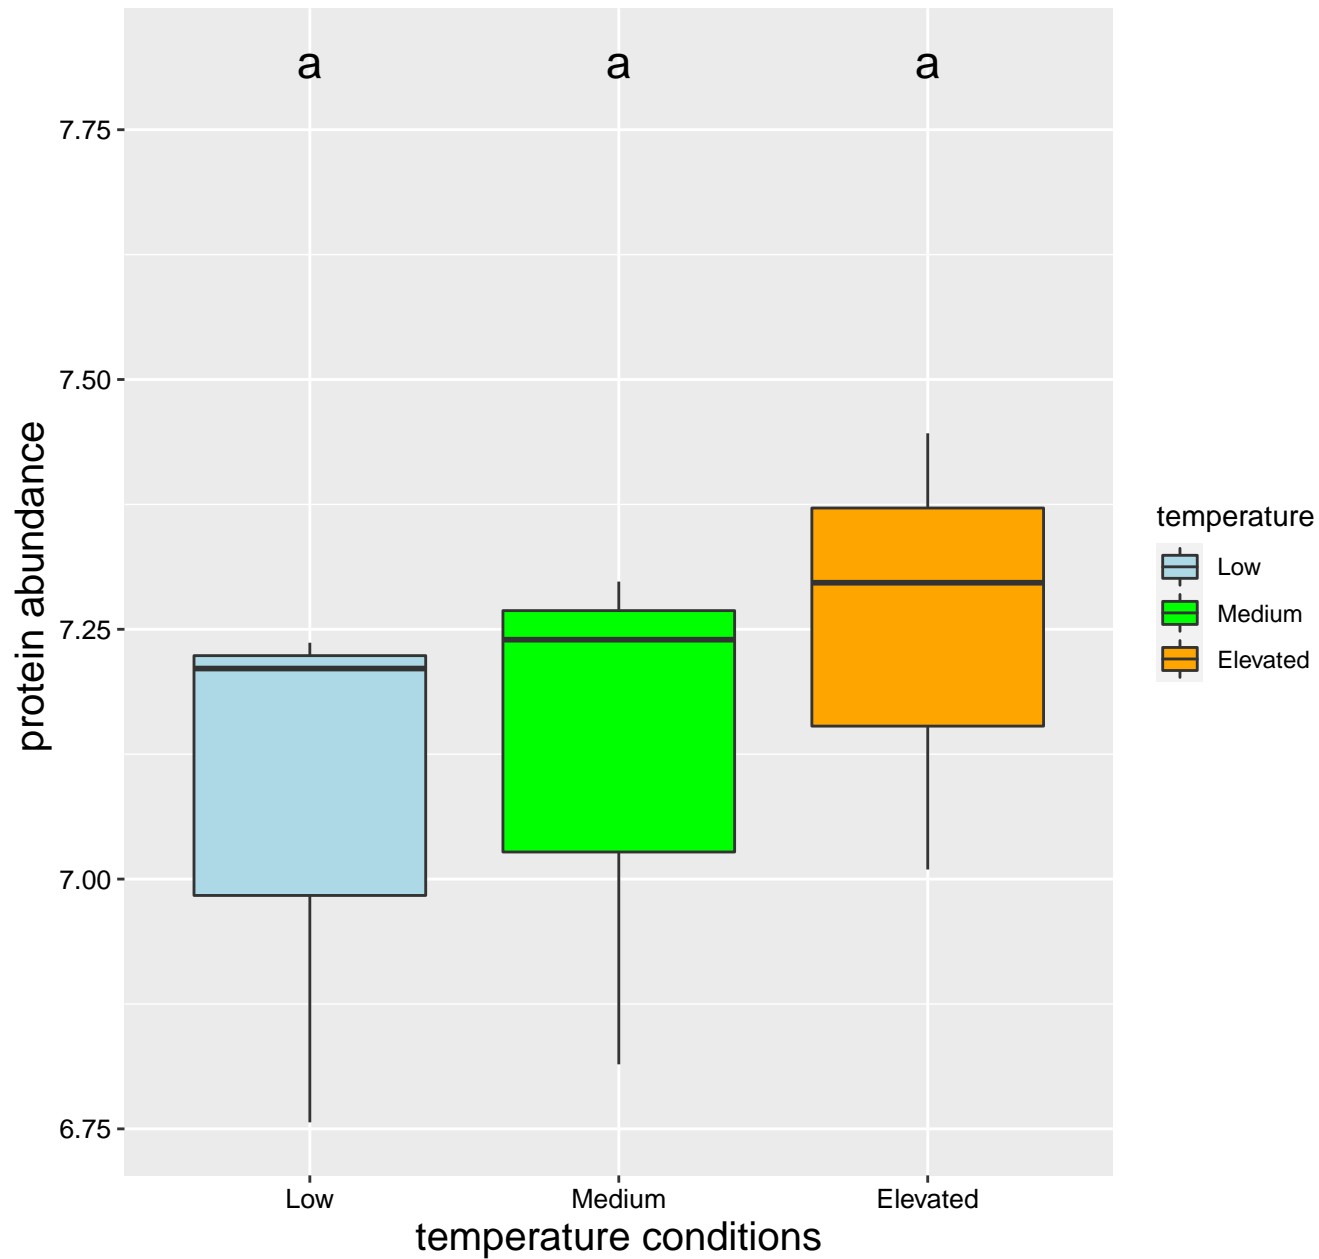 a a a
7.75
7.50
7.25
7.00
6.75
protein abundance
Low Medium Elevated
temperature conditions
temperature
Low
Medium
Elevated